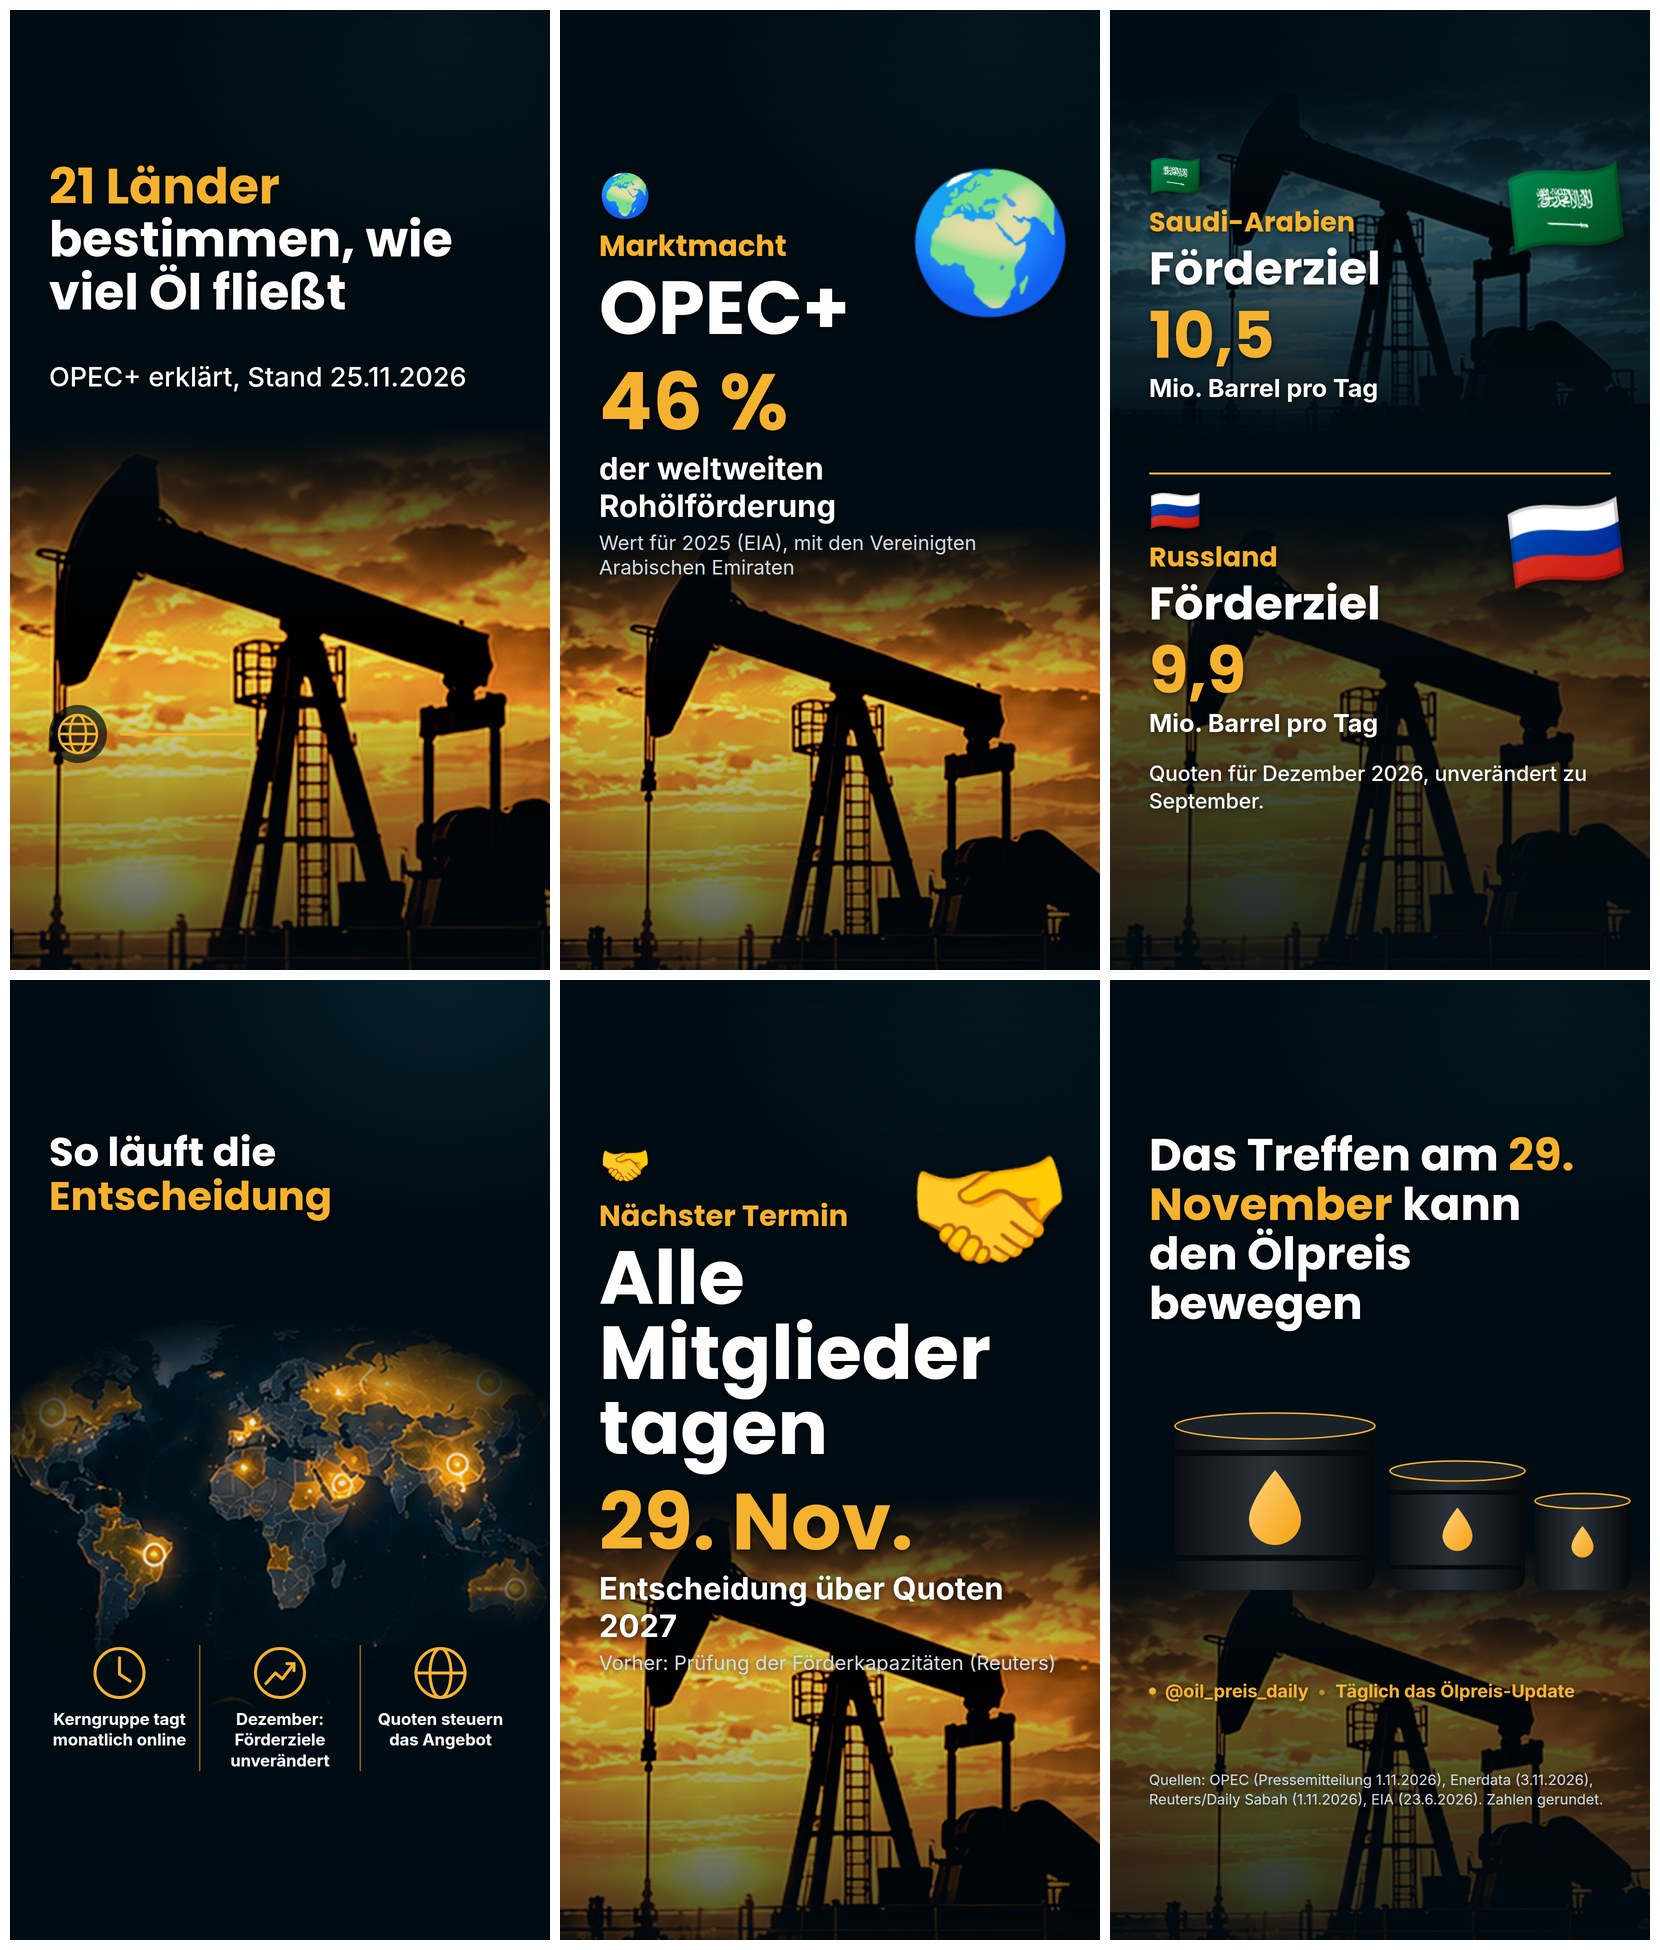 21 Länder
bestimmen, wie
viel Öl fließt
OPEC+ erklärt, Stand 25.11.2026
Marktmacht
OPEC+
46 %
der weltweiten
Rohölförderung
Wert für 2025 (EIA), mit den Vereinigten
Arabischen Emiraten
Saudi-Arabien
Förderziel
10,5
Mio. Barrel pro Tag
Russland
Förderziel
9,9
Mio. Barrel pro Tag
Quoten für Dezember 2026, unverändert zu
September.
So läuft die
Entscheidung
Kerngruppe tagt
monatlich online
Dezember:
Förderziele
unverändert
Quoten steuern
das Angebot
Nächster Termin
Alle
Mitglieder
tagen
29. Nov.
Entscheidung über Quoten
2027
Vorher: Prüfung der Förderkapazitäten (Reuters)
Das Treffen am 29.
November kann
den Ölpreis
bewegen
• @oil_preis_daily • Täglich das Ölpreis-Update
Quellen: OPEC (Pressemitteilung 1.11.2026), Enerdata (3.11.2026),
Reuters/Daily Sabah (1.11.2026), EIA (23.6.2026). Zahlen gerundet.